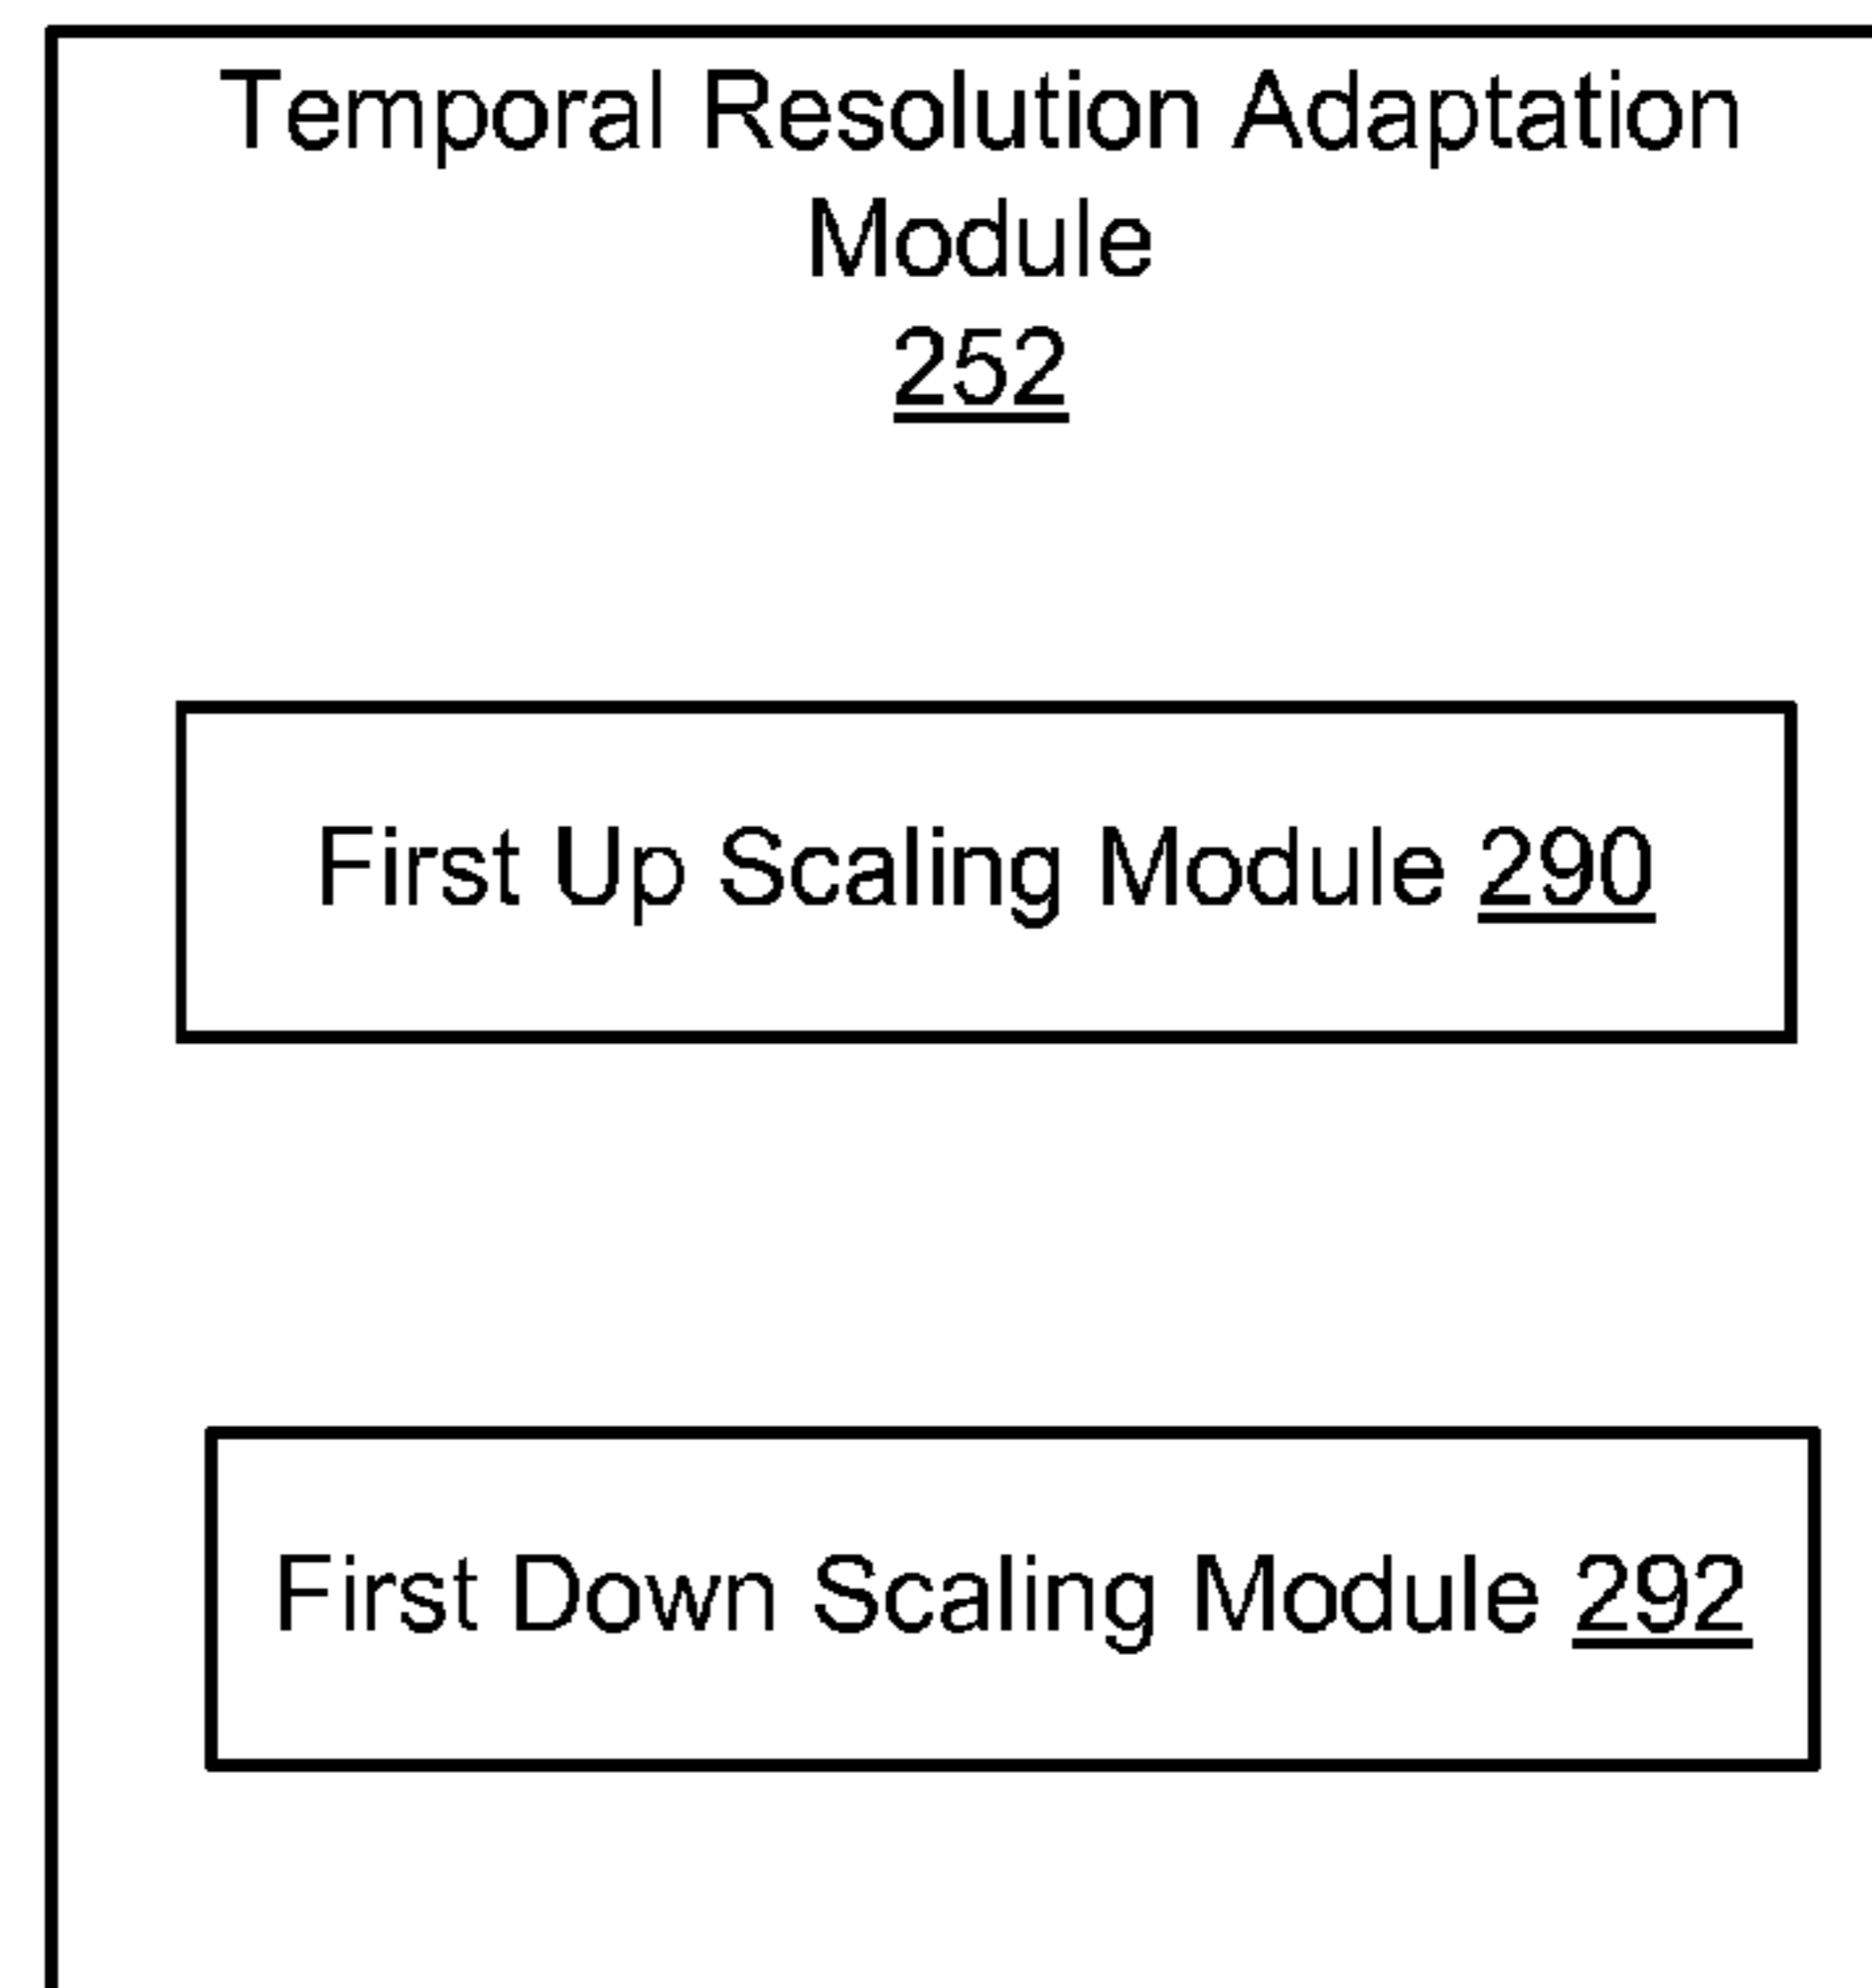 Temporal Resolution Adaptation
Module
252
First Up Scaling Module 290
First Down Scaling Module 292